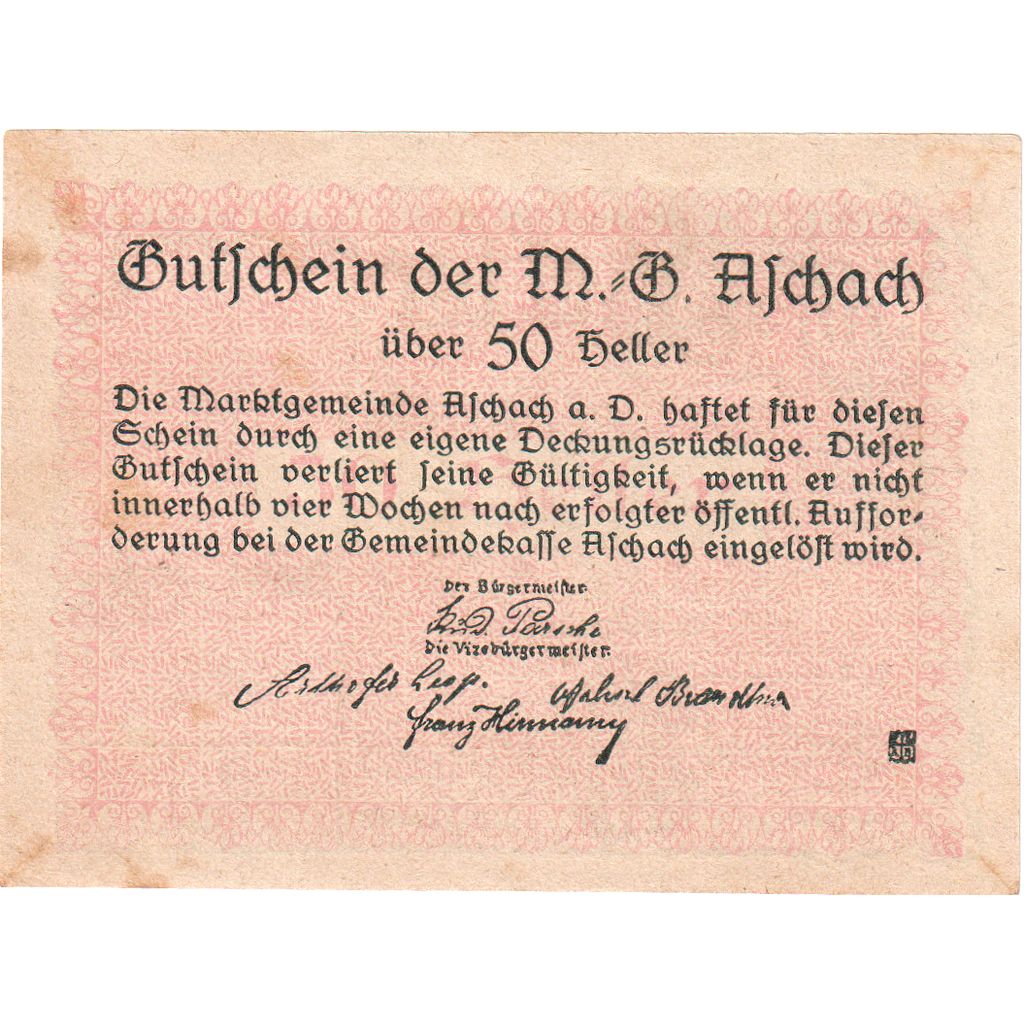 Gutschein der M.-G. Aschach
über 50 Heller
Die Marktgemeinde Aschach a. D. haftet für diesen
Schein durch eine eigene Deckungsrücklage. Dieser
Gutschein verliert seine Gültigkeit, wenn er nicht
innerhalb vier Wochen nach erfolgter öffentl. Auffor-
derung bei der Gemeindekasse Aschach eingelöst wird.
Der Bürgermeister:
Die Vizebürgermeister:
Franz Hirmann